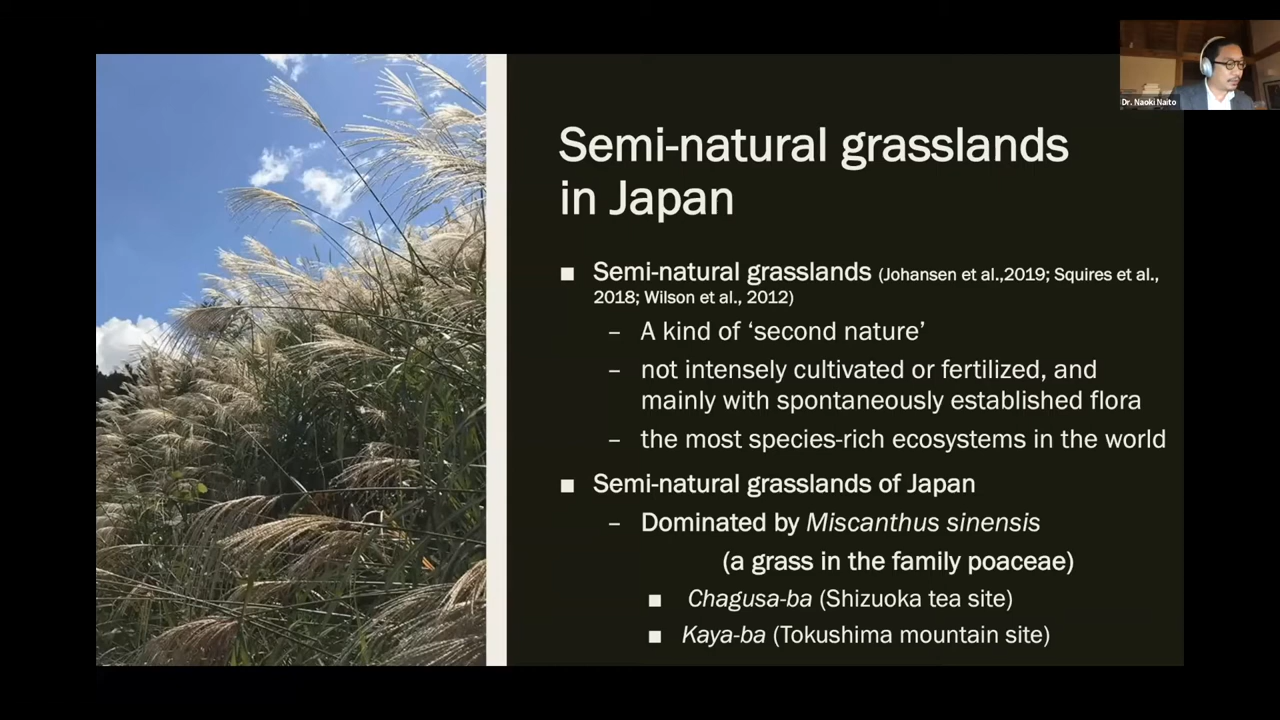 Dr. Naoki Naito
Semi-natural grasslands
in Japan
■ Semi-natural grasslands (Johansen et al.,2019; Squires et al.,
2018; Wilson et al., 2012)
– A kind of ‘second nature’
– not intensely cultivated or fertilized, and
mainly with spontaneously established flora
– the most species-rich ecosystems in the world
■ Semi-natural grasslands of Japan
– Dominated by Miscanthus sinensis
(a grass in the family poaceae)
■ Chagusa-ba (Shizuoka tea site)
■ Kaya-ba (Tokushima mountain site)